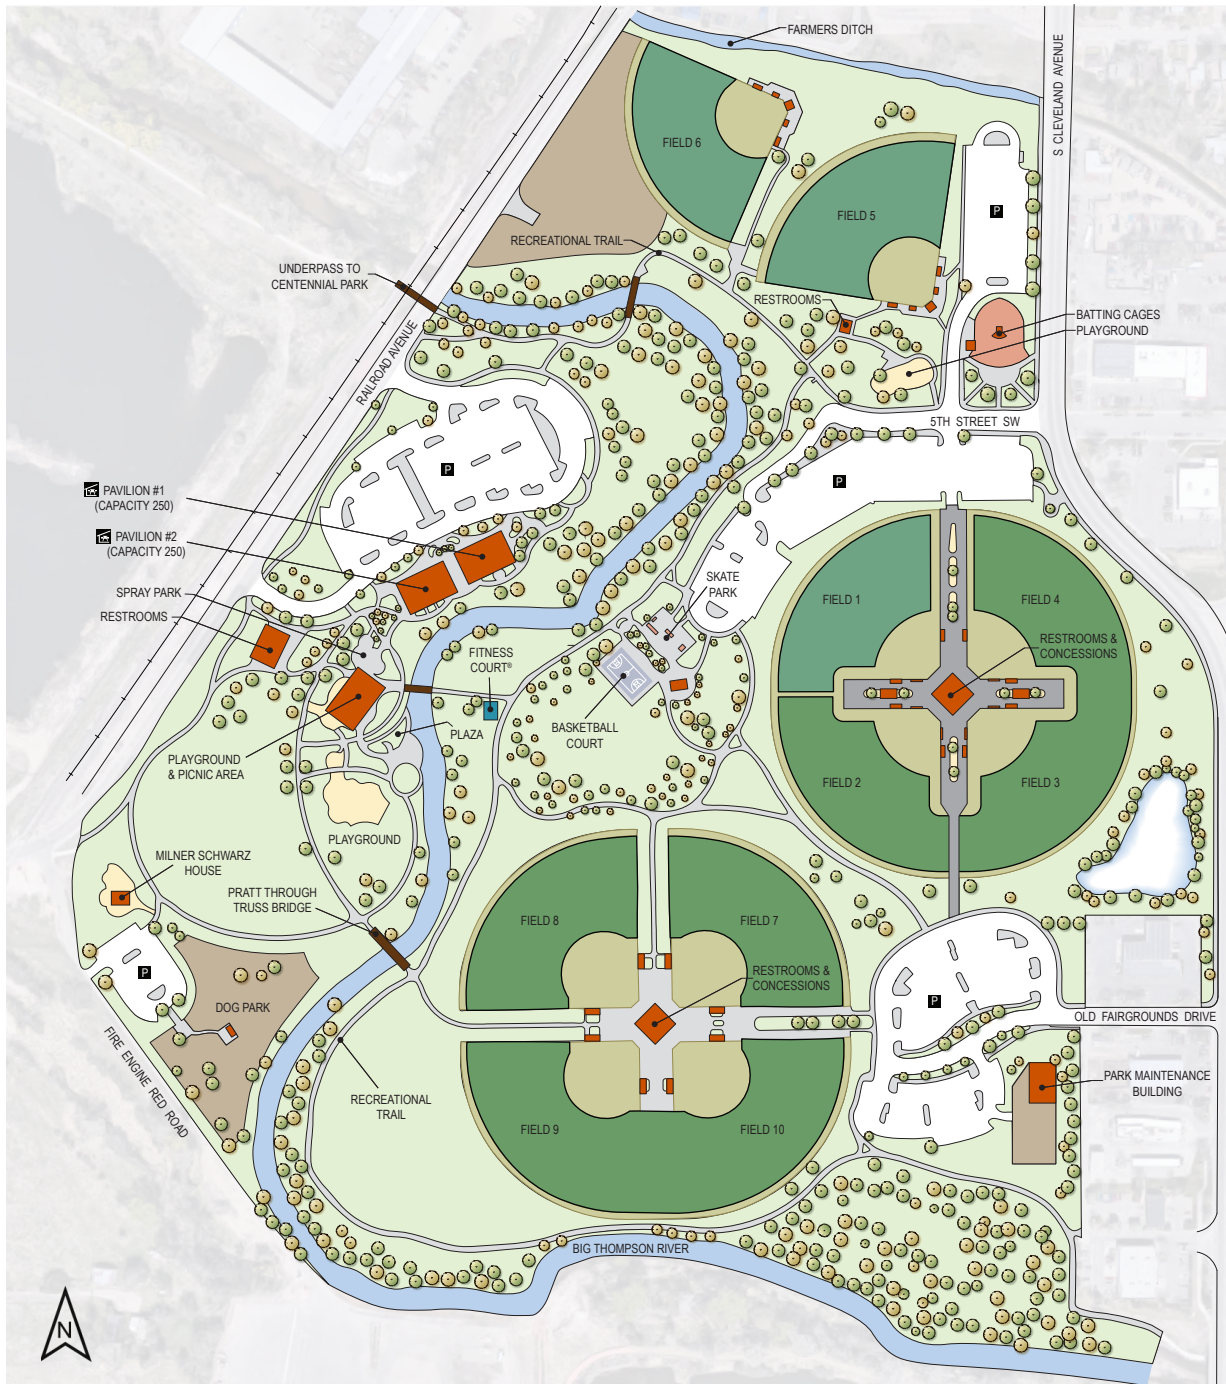 FARMERS DITCH
S CLEVELAND AVENUE
FIELD 6
P
FIELD 5
RECREATIONAL TRAIL
UNDERPASS TO
CENTENNIAL PARK
RESTROOMS
BATTING CAGES
PLAYGROUND
RAILROAD AVENUE
5TH STREET SW
P
P
PAVILION #1
(CAPACITY 250)
PAVILION #2
(CAPACITY 250)
SPRAY PARK
RESTROOMS
SKATE
PARK
FIELD 1
FIELD 4
RESTROOMS &
CONCESSIONS
FITNESS
COURT®
PLAZA
BASKETBALL
COURT
PLAYGROUND
& PICNIC AREA
FIELD 2
FIELD 3
PLAYGROUND
MILNER SCHWARZ
HOUSE
PRATT THROUGH
TRUSS BRIDGE
FIELD 8
FIELD 7
P
RESTROOMS &
CONCESSIONS
P
DOG PARK
OLD FAIRGROUNDS DRIVE
FIRE ENGINE RED ROAD
RECREATIONAL
TRAIL
PARK MAINTENANCE
BUILDING
FIELD 9
FIELD 10
BIG THOMPSON RIVER
N